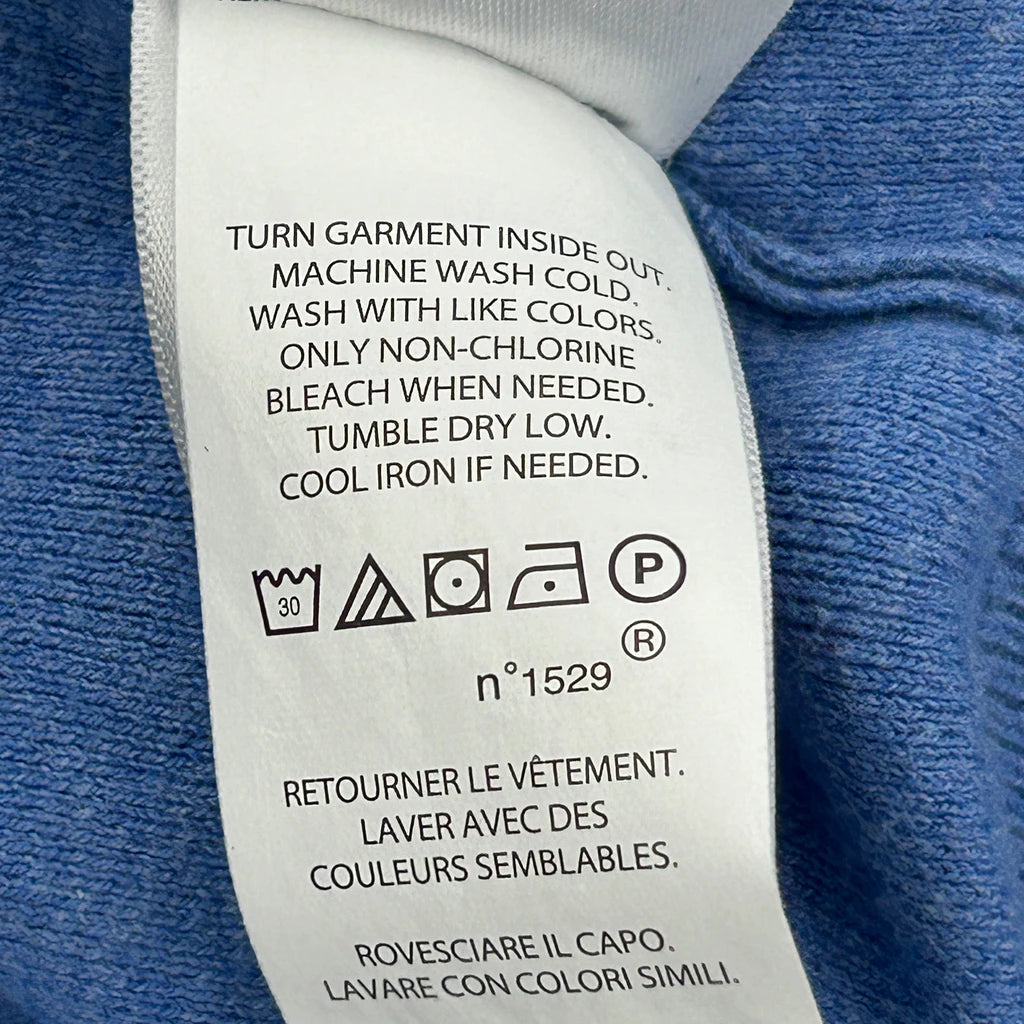 TURN GARMENT INSIDE OUT.
MACHINE WASH COLD.
WASH WITH LIKE COLORS.
ONLY NON-CHLORINE
BLEACH WHEN NEEDED.
TUMBLE DRY LOW.
COOL IRON IF NEEDED.
30 P
®
n°1529
RETOURNER LE VÊTEMENT.
LAVER AVEC DES
COULEURS SEMBLABLES.
ROVESCIARE IL CAPO.
LAVARE CON COLORI SIMILI.